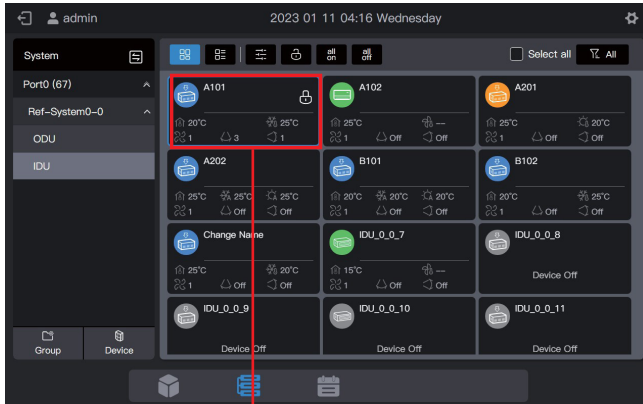 admin
2023 01 11 04:16 Wednesday
System
all on
all off
Select all
All
Port0 (67)
Ref-System0-0
ODU
IDU
Group
Device
A101
20°C
25°C
1
3
1
A102
25°C
--
1
Off
Off
A201
25°C
20°C
1
Off
Off
A202
25°C
25°C
25°C
1
Off
Off
B101
20°C
20°C
20°C
1
Off
Off
B102
20°C
25°C
1
Off
Off
Change Name
25°C
20°C
1
Off
Off
IDU_0_0_7
15°C
--
1
Off
Off
IDU_0_0_8
Device Off
IDU_0_0_9
Device Off
IDU_0_0_10
Device Off
IDU_0_0_11
Device Off